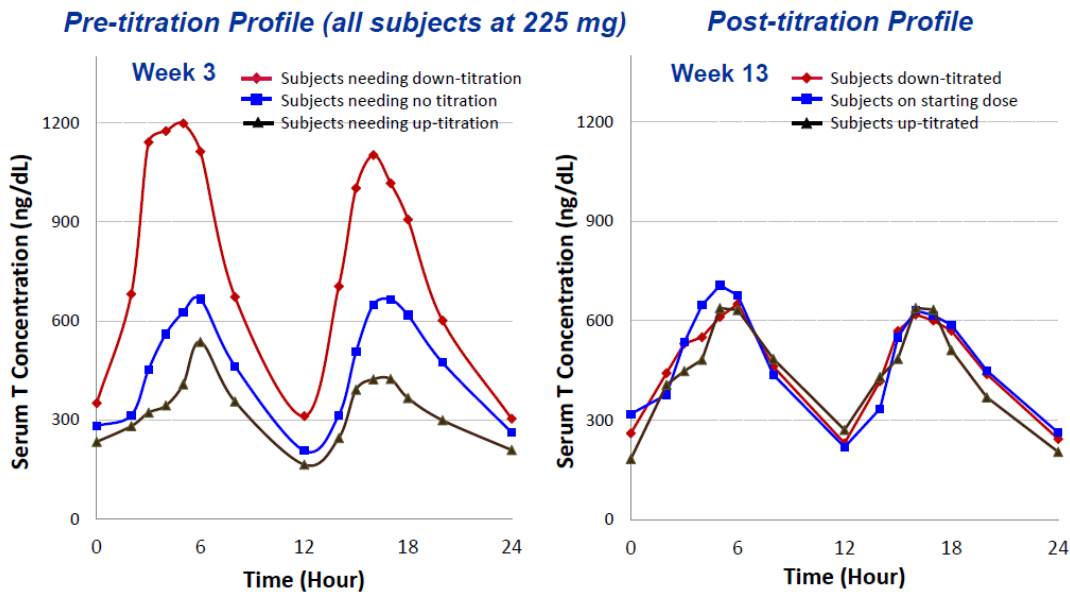 Pre-titration Profile (all subjects at 225 mg)
Post-titration Profile
Week 3
Subjects needing down-titration
Subjects needing no titration
Subjects needing up-titration
Serum T Concentration (ng/dL)
1200
900
600
300
0
0 6 12 18 24
Time (Hour)
Week 13
Subjects down-titrated
Subjects on starting dose
Subjects up-titrated
Serum T Concentration (ng/dL)
1200
900
600
300
0
0 6 12 18 24
Time (Hour)